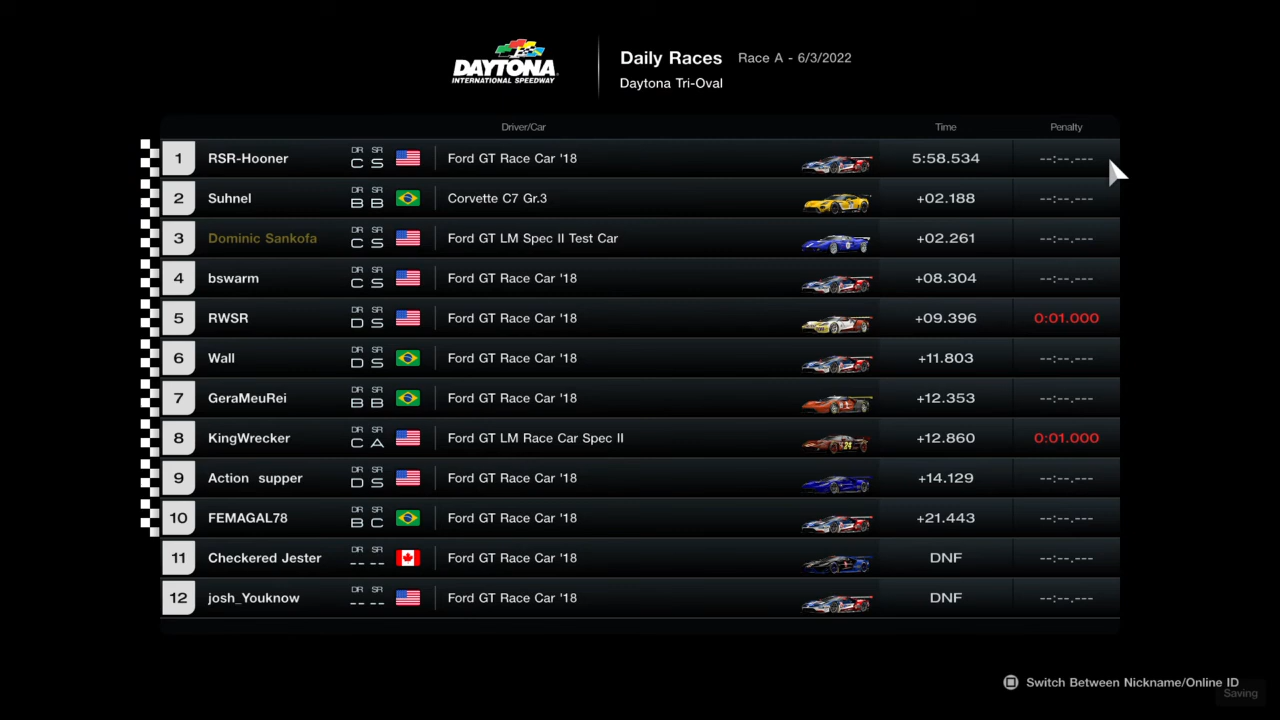 DAYTONA
INTERNATIONAL SPEEDWAY
Daily Races Race A - 6/3/2022
Daytona Tri-Oval
Driver/Car Time Penalty
1 RSR-Hooner DR C SR S Ford GT Race Car '18 5:58.534 --:--.---
2 Suhnel DR B SR B Corvette C7 Gr.3 +02.188 --:--.---
3 Dominic Sankofa DR C SR S Ford GT LM Spec II Test Car +02.261 --:--.---
4 bswarm DR C SR S Ford GT Race Car '18 +08.304 --:--.---
5 RWSR DR D SR S Ford GT Race Car '18 +09.396 0:01.000
6 Wall DR D SR S Ford GT Race Car '18 +11.803 --:--.---
7 GeraMeuRei DR B SR B Ford GT Race Car '18 +12.353 --:--.---
8 KingWrecker DR C SR A Ford GT LM Race Car Spec II +12.860 0:01.000
9 Action supper DR D SR S Ford GT Race Car '18 +14.129 --:--.---
10 FEMAGAL78 DR B SR C Ford GT Race Car '18 +21.443 --:--.---
11 Checkered Jester DR -- SR -- Ford GT Race Car '18 DNF --:--.---
12 josh_Youknow DR -- SR -- Ford GT Race Car '18 DNF --:--.---
Switch Between Nickname/Online ID
Saving